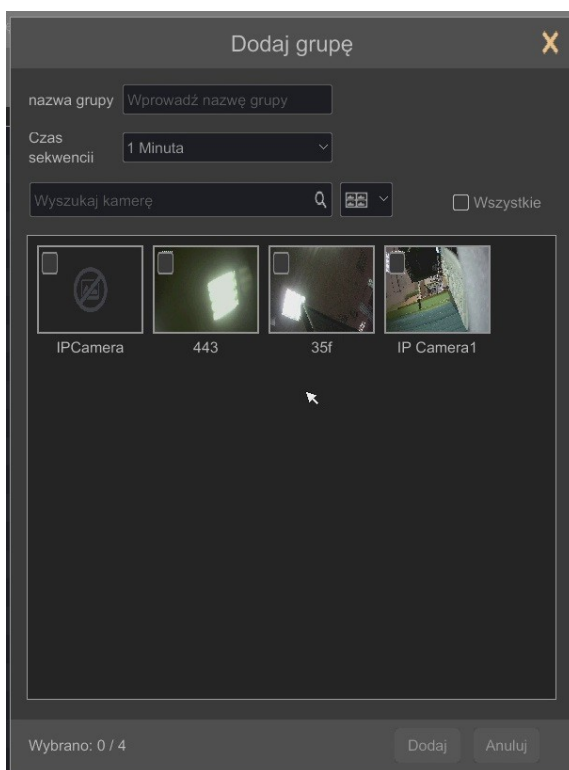 Dodaj grupę
X
nazwa grupy Wprowadź nazwę grupy
Czas
sekwencii 1 Minuta
Wyszukaj kamerę Wszystkie
IPCamera 443 35f IP Camera1
Wybrano: 0 / 4 Dodaj Anuluj